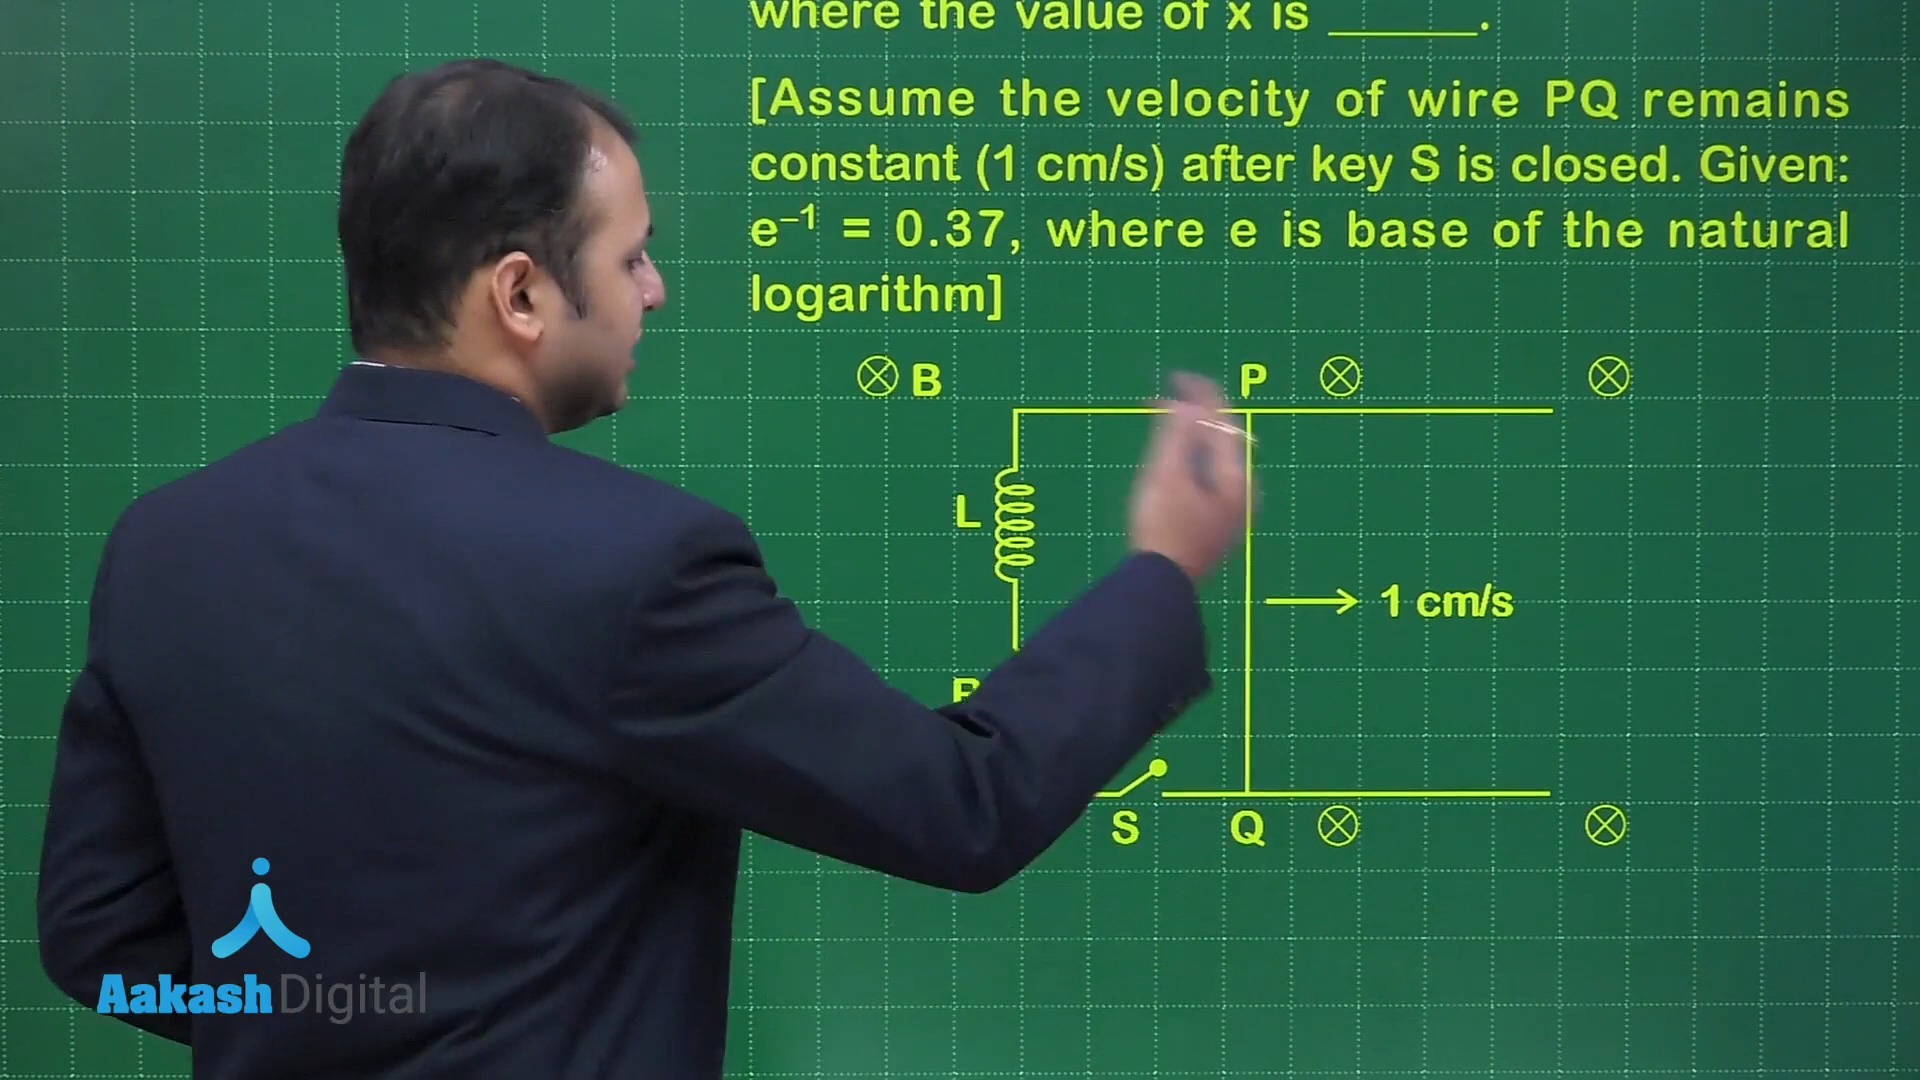 where the value of x is ______.
[Assume the velocity of wire PQ remains
constant (1 cm/s) after key S is closed. Given:
e⁻¹ = 0.37, where e is base of the natural
logarithm]
B
P
L
1 cm/s
S
Q
Aakash Digital